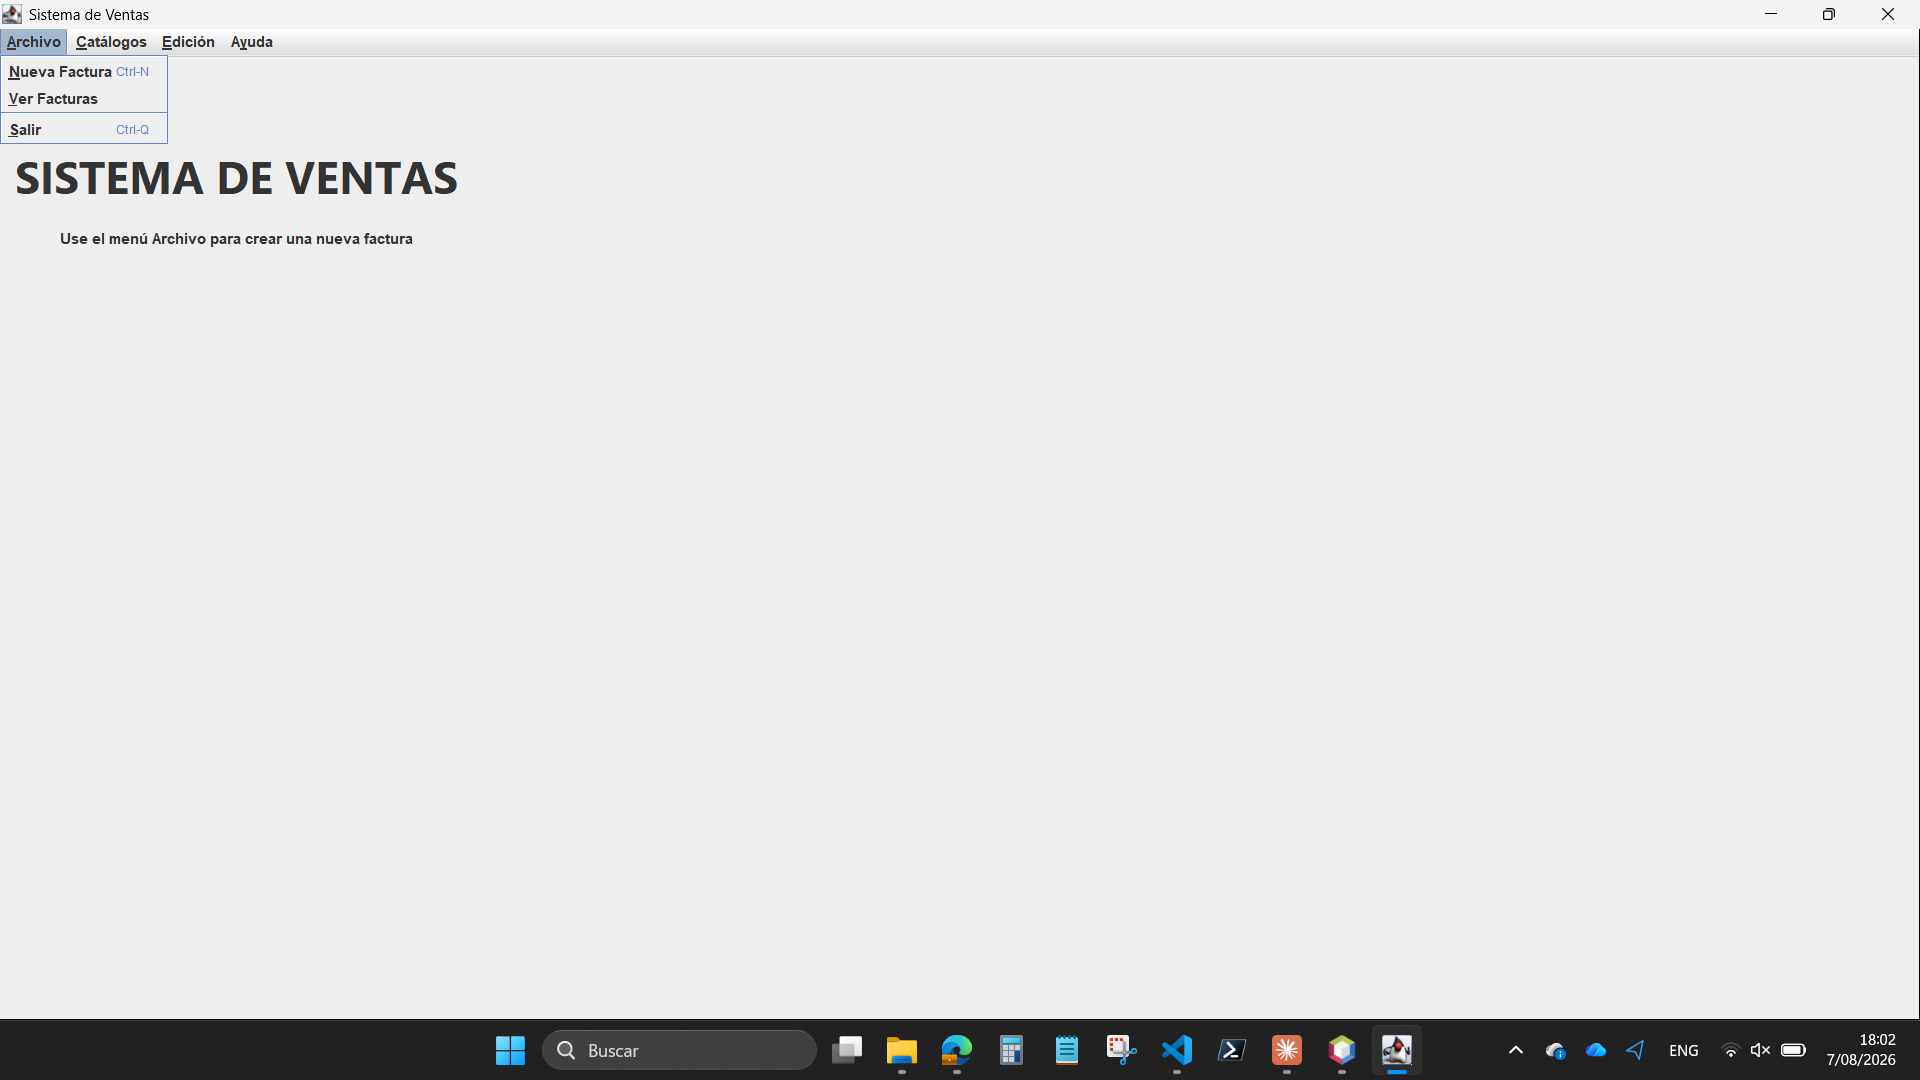 Sistema de Ventas
Archivo Catálogos Edición Ayuda
Nueva Factura Ctrl-N
Ver Facturas
Salir Ctrl-Q
SISTEMA DE VENTAS
Use el menú Archivo para crear una nueva factura
Buscar
ENG
18:02
7/08/2026